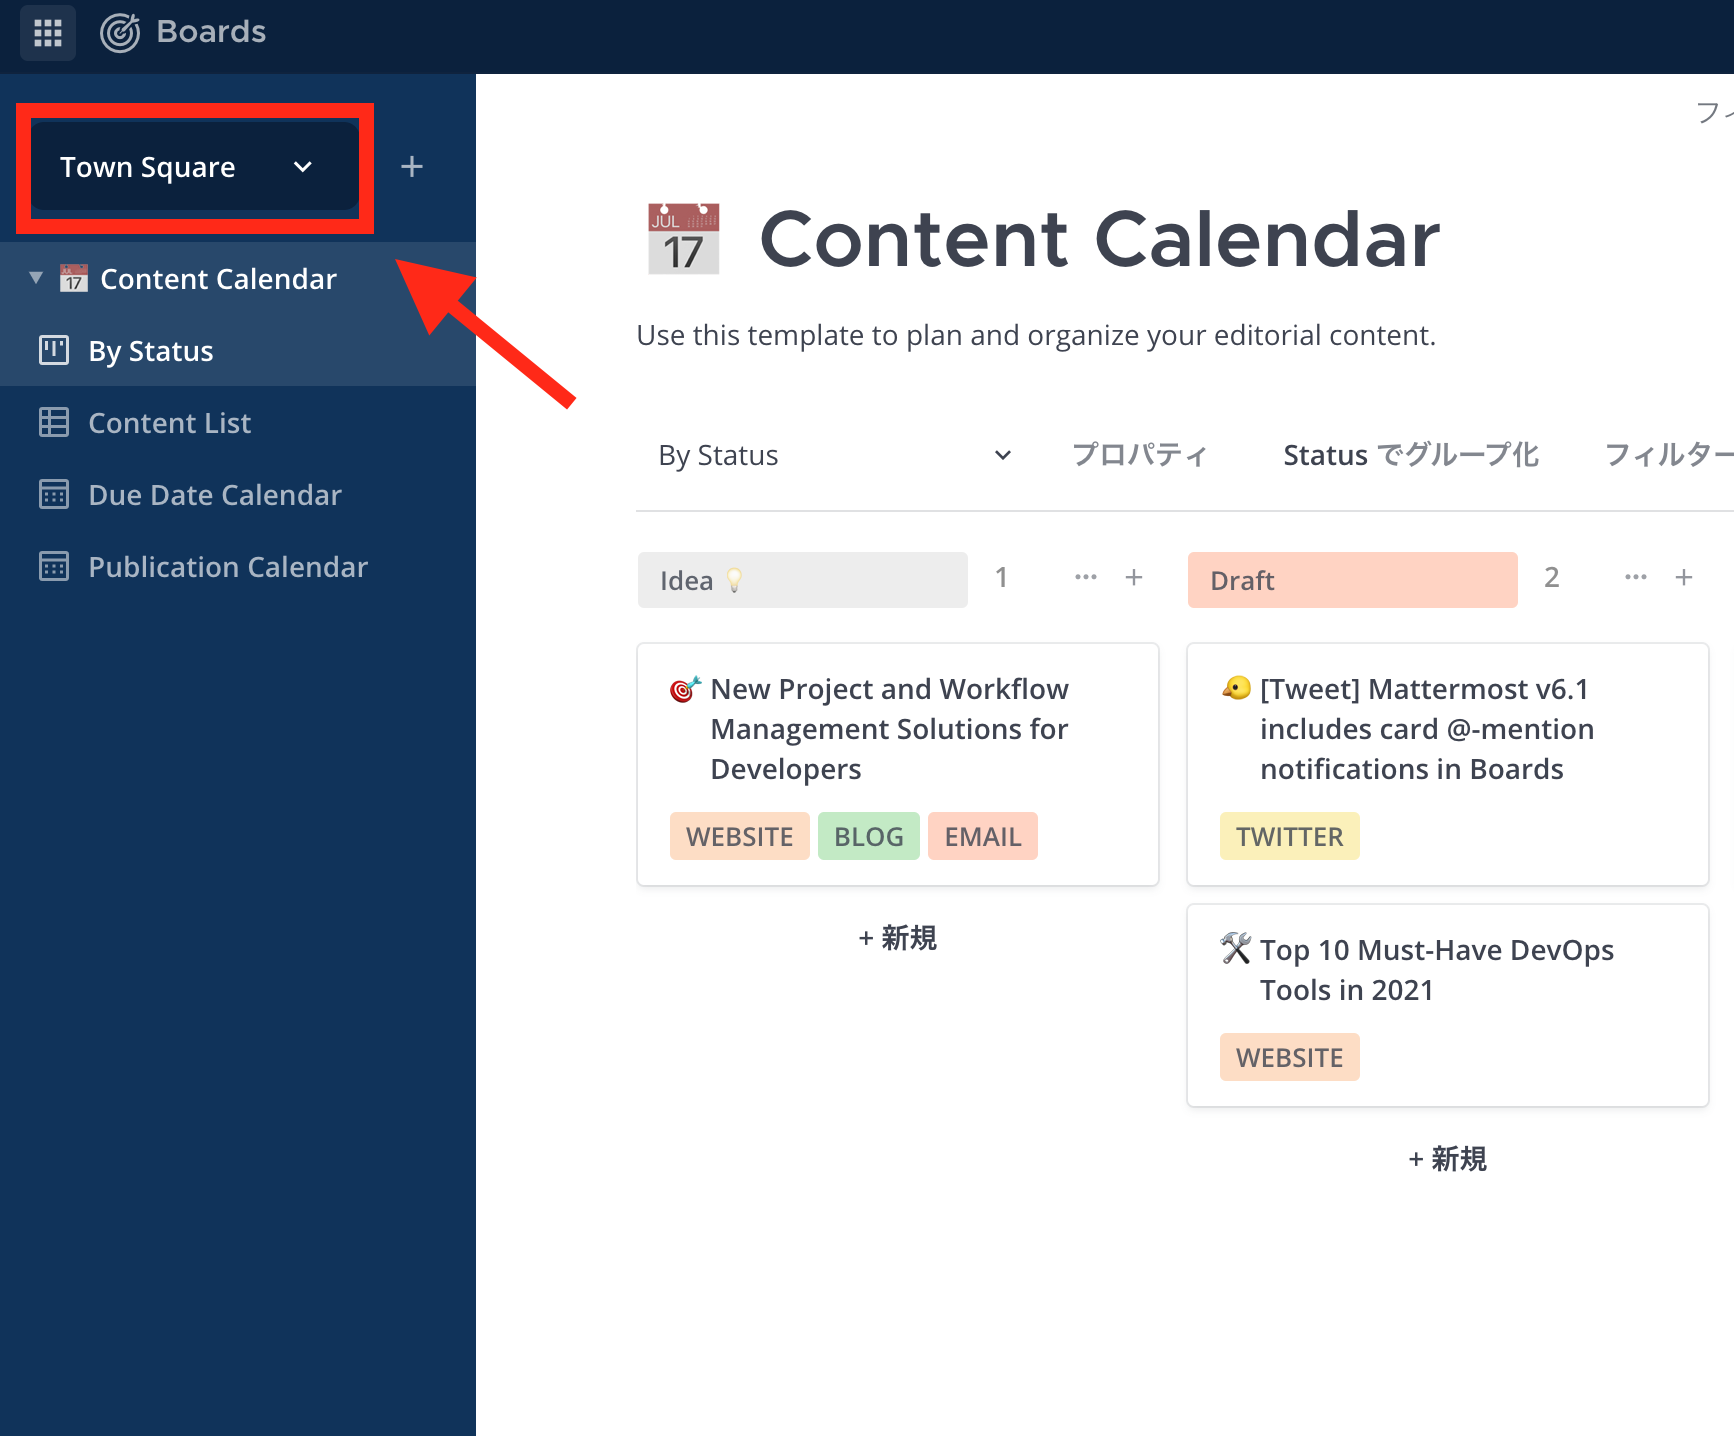 Boards
Town Square
Content Calendar
By Status
Content List
Due Date Calendar
Publication Calendar
フィ
JUL
17
Content Calendar
Use this template to plan and organize your editorial content.
By Status
プロパティ
Status でグループ化
フィルター
Idea 💡
1
Draft
2
New Project and Workflow
Management Solutions for
Developers
WEBSITE BLOG EMAIL
+ 新規
[Tweet] Mattermost v6.1
includes card @-mention
notifications in Boards
TWITTER
Top 10 Must-Have DevOps
Tools in 2021
WEBSITE
+ 新規